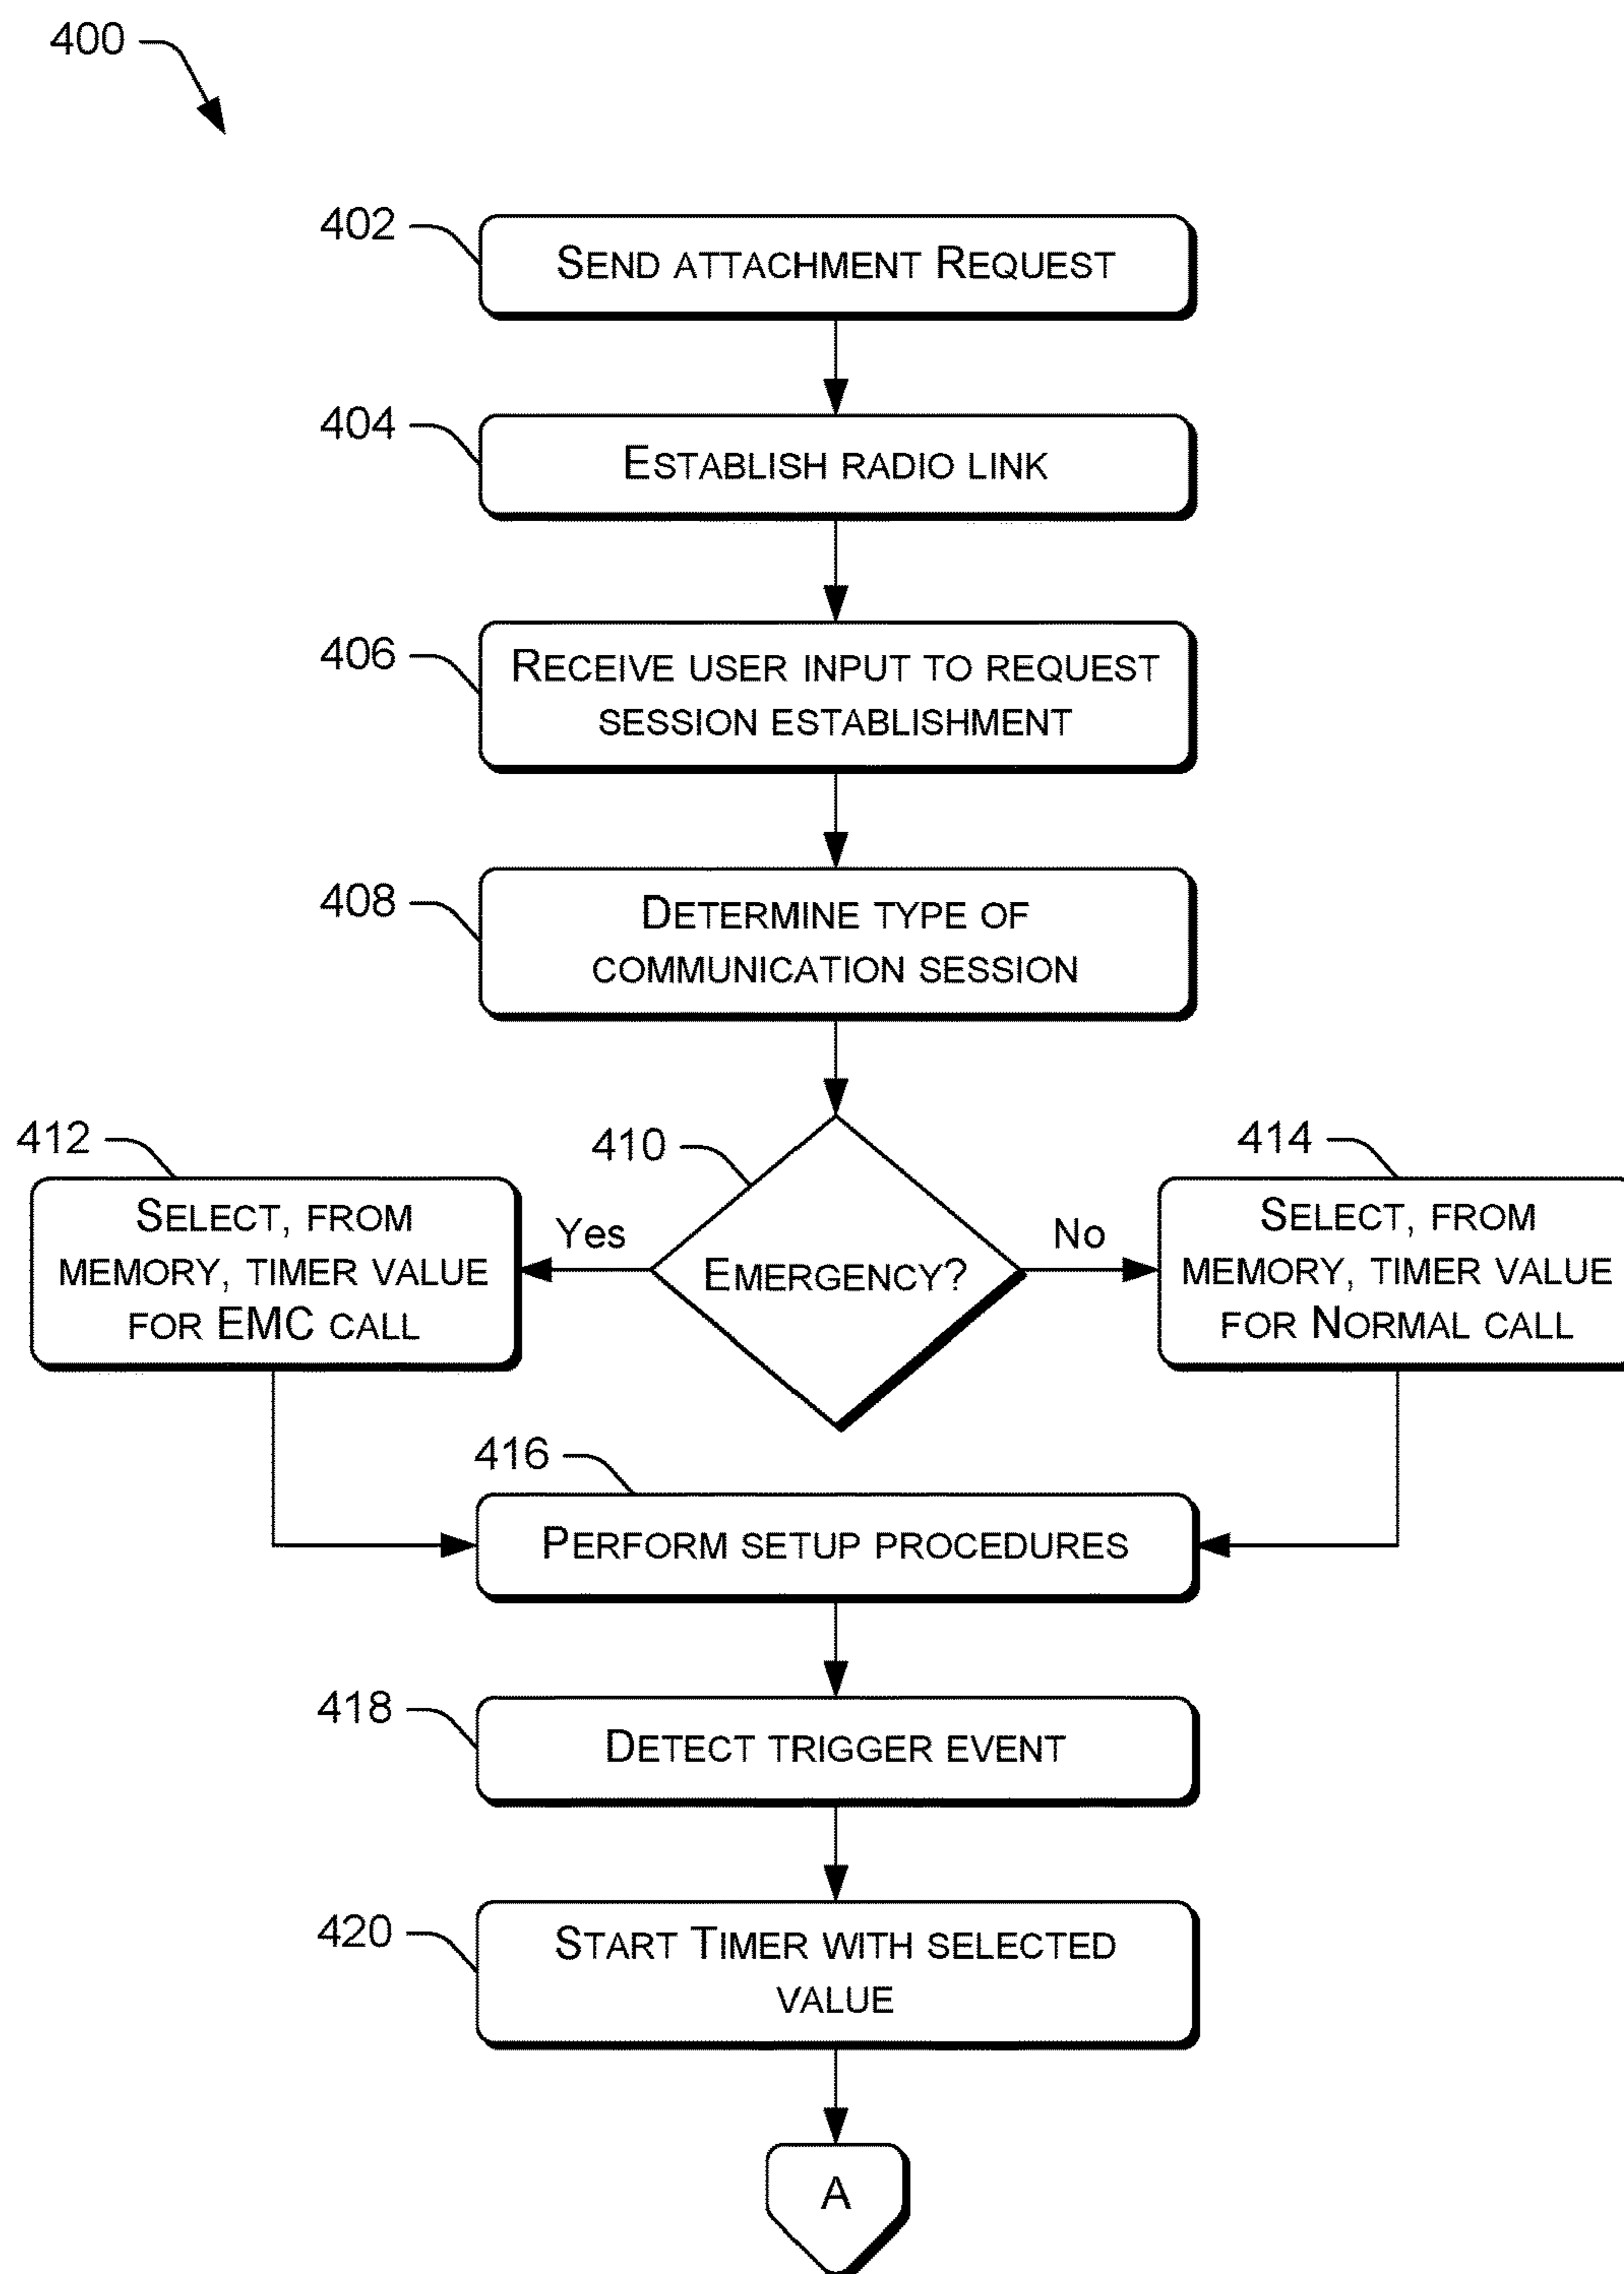 400
402
SEND ATTACHMENT REQUEST
404
ESTABLISH RADIO LINK
406
RECEIVE USER INPUT TO REQUEST
SESSION ESTABLISHMENT
408
DETERMINE TYPE OF
COMMUNICATION SESSION
412
410
414
SELECT, FROM
MEMORY, TIMER VALUE
FOR EMC CALL
Yes
EMERGENCY?
No
SELECT, FROM
MEMORY, TIMER VALUE
FOR NORMAL CALL
416
PERFORM SETUP PROCEDURES
418
DETECT TRIGGER EVENT
420
START TIMER WITH SELECTED
VALUE
A